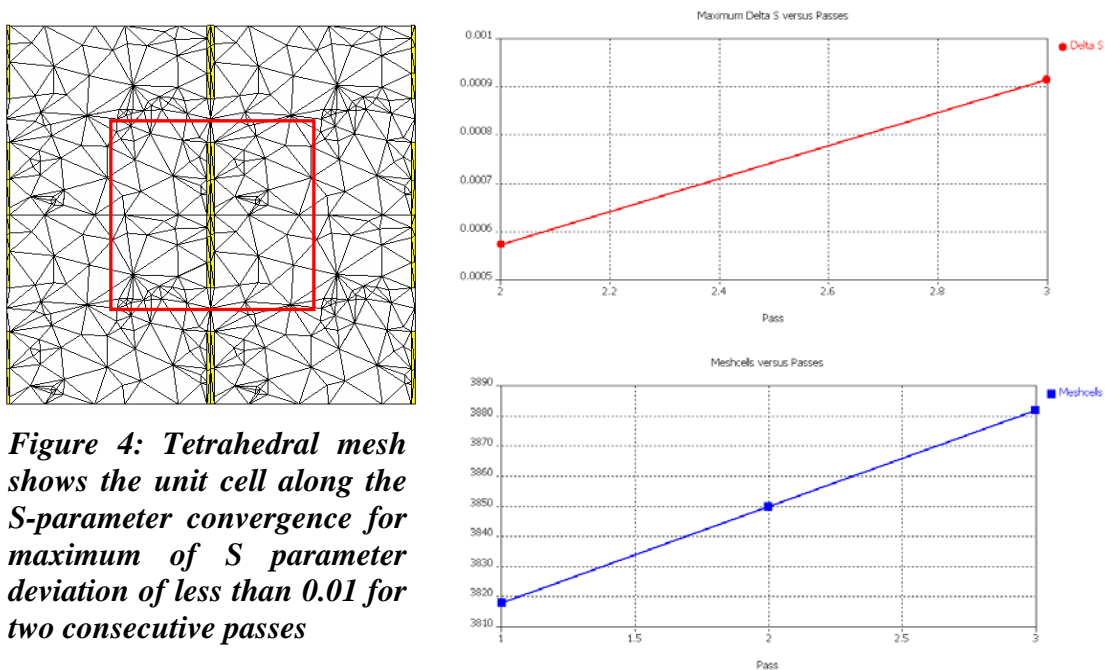 Maximum Delta S versus Passes
0.001
0.0009
0.0008
0.0007
0.0006
0.0005
2
2.2
2.4
2.6
2.8
3
Pass
Delta S
Meshcells versus Passes
3890
3880
3870
3860
3850
3840
3830
3820
3810
1
1.5
2
2.5
3
Pass
Meshcells
Figure 4: Tetrahedral mesh
shows the unit cell along the
S-parameter convergence for
maximum of S parameter
deviation of less than 0.01 for
two consecutive passes